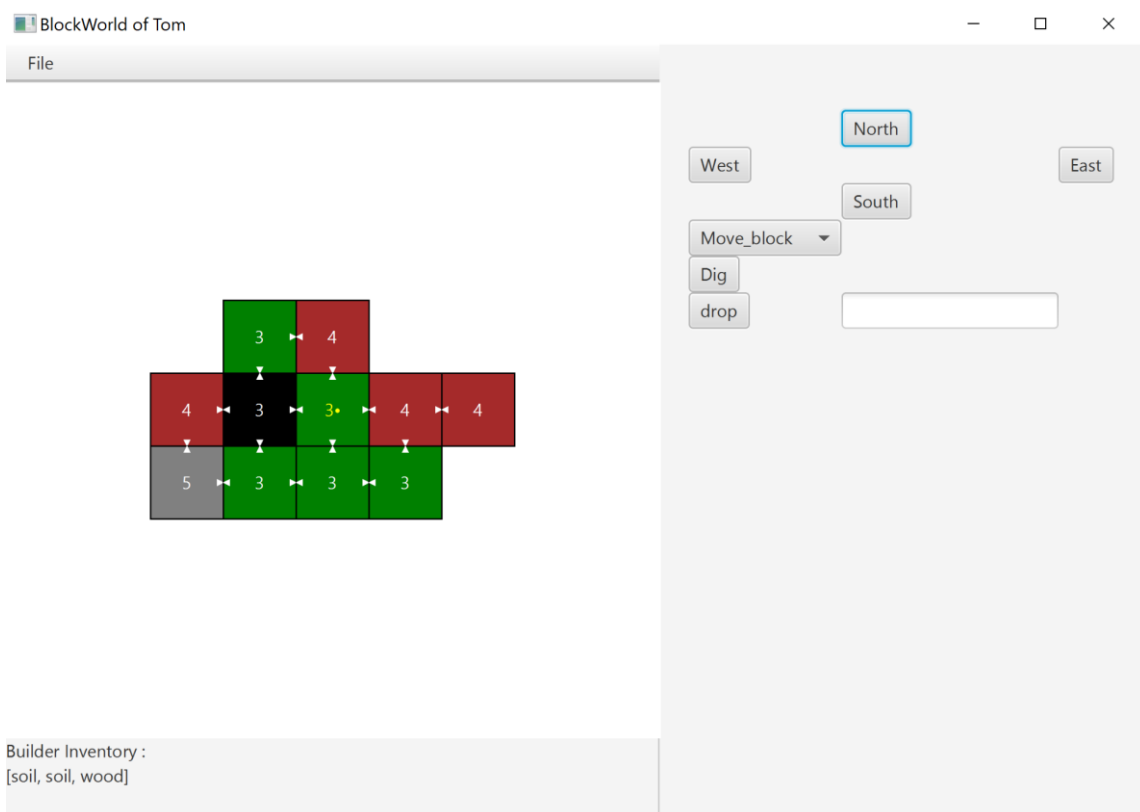 BlockWorld of Tom
File
North
West East
South
Move_block
Dig
drop
3 4
4 3 3 4 4
5 3 3 3
Builder Inventory :
[soil, soil, wood]